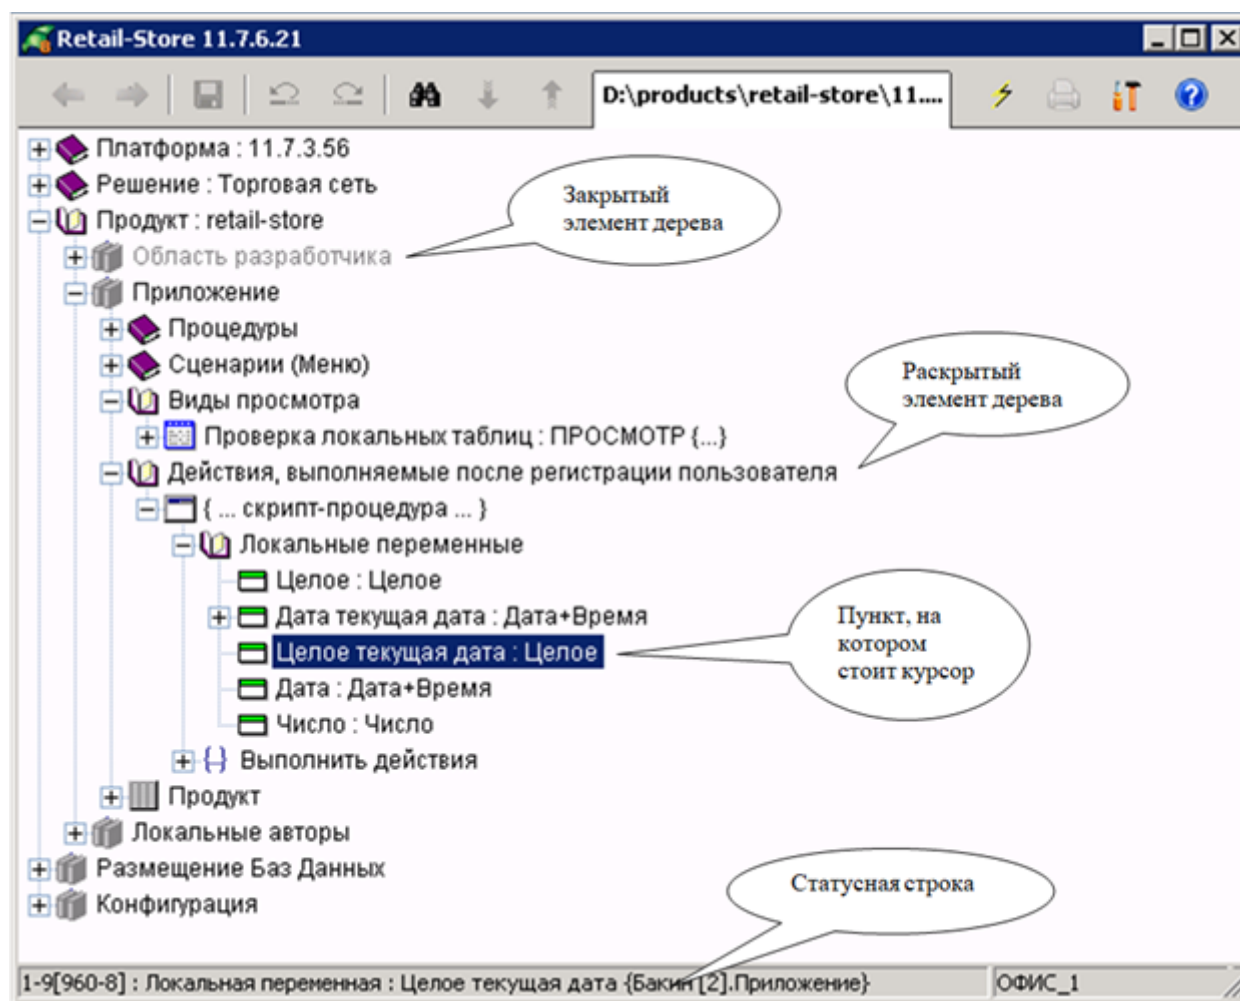 Retail-Store 11.7.6.21
D:\products\retail-store\11....
Платформа : 11.7.3.56
Решение : Торговая сеть
Продукт : retail-store
Область разработчика
Приложение
Процедуры
Сценарии (Меню)
Виды просмотра
Проверка локальных таблиц : ПРОСМОТР {...}
Действия, выполняемые после регистрации пользователя
{ ... скрипт-процедура ... }
Локальные переменные
Целое : Целое
Дата текущая дата : Дата+Время
Целое текущая дата : Целое
Дата : Дата+Время
Число : Число
Выполнить действия
Продукт
Локальные авторы
Размещение Баз Данных
Конфигурация
Закрытый
элемент дерева
Раскрытый
элемент дерева
Пункт, на
котором
стоит курсор
Статусная строка
1-9[960-8] : Локальная переменная : Целое текущая дата {Бакин [2].Приложение}
ОФИС_1